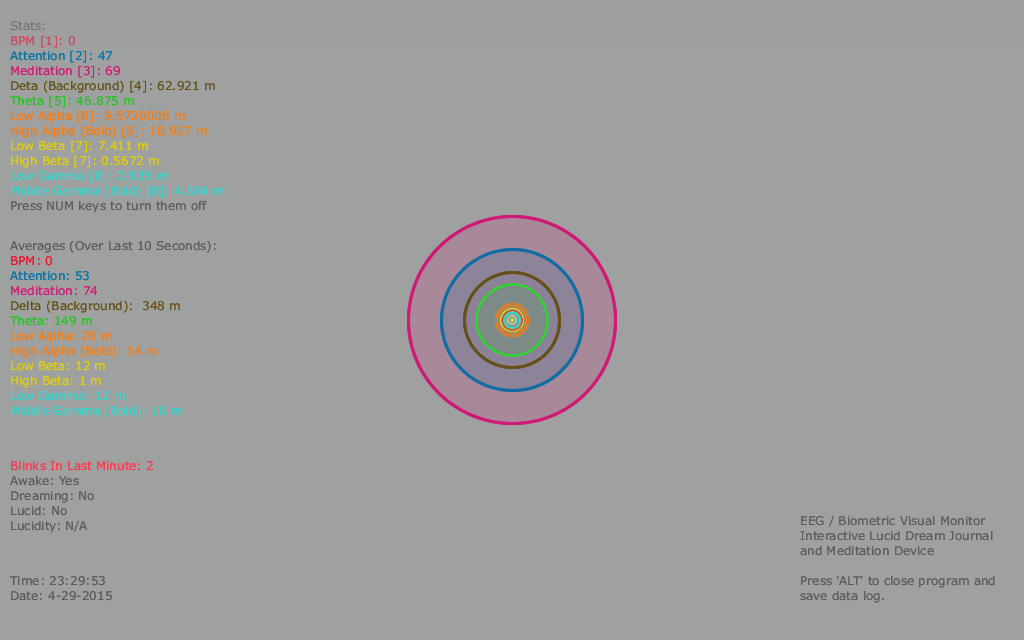 Stats:
BPM [1]: 0
Attention [2]: 47
Meditation [3]: 69
Deta (Background) [4]: 62.921 m
Theta [5]: 46.875 m
Low Alpha [6]: 9.5720005 m
High Alpha (Bold) [6]: 10.927 m
Low Beta [7]: 7.411 m
High Beta [7]: 0.5672 m
Low Gamma [8]: 2.935 m
Middle Gamma (Bold) [8]: 4.884 m
Press NUM keys to turn them off
Averages (Over Last 10 Seconds):
BPM: 0
Attention: 53
Meditation: 74
Delta (Background):  348 m
Theta: 149 m
Low Alpha: 20 m
High Alpha (Bold): 14 m
Low Beta: 12 m
High Beta: 1 m
Low Gamma: 12 m
Middle Gamma (Bold): 10 m
Blinks In Last Minute: 2
Awake: Yes
Dreaming: No
Lucid: No
Lucidity: N/A
Time: 23:29:53
Date: 4-29-2015
EEG / Biometric Visual Monitor
Interactive Lucid Dream Journal
and Meditation Device
Press 'ALT' to close program and
save data log.